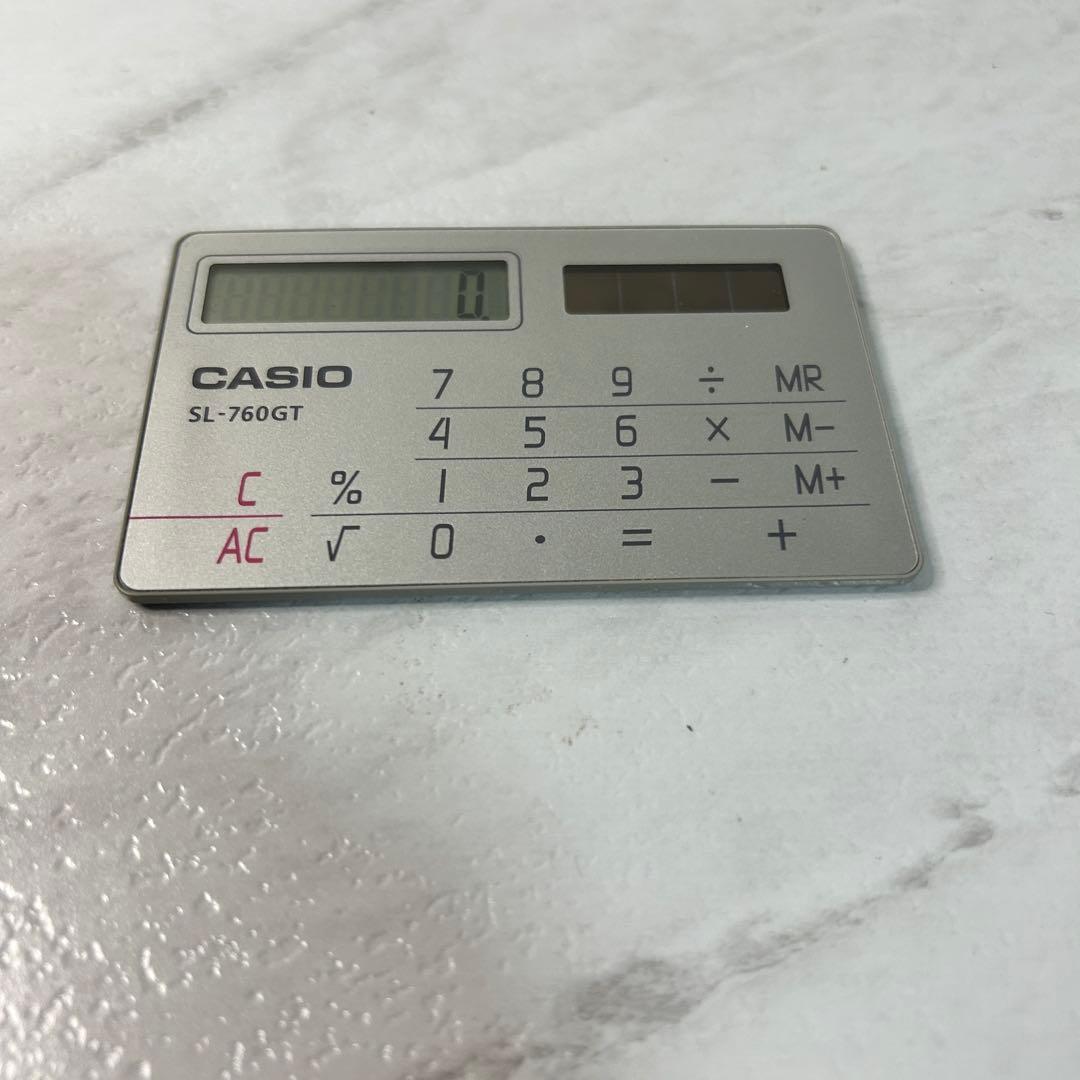 0.
CASIO
SL-760GT
7 8 9 ÷ MR
4 5 6 × M−
C % 1 2 3 − M+
AC √ 0 · = +